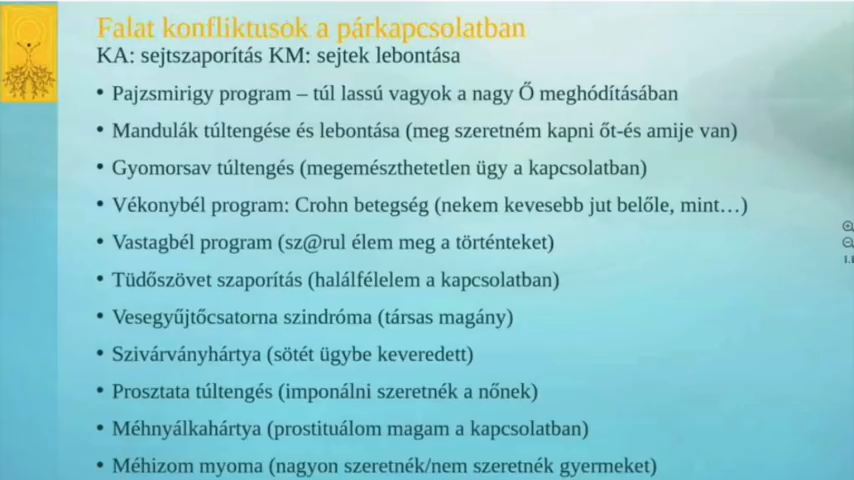 Falat konfliktusok a párkapcsolatban
KA: sejtszaporítás KM: sejtek lebontása
• Pajzsmirigy program – túl lassú vagyok a nagy Ő meghódításában
• Mandulák túltengése és lebontása (meg szeretném kapni őt-és amije van)
• Gyomorsav túltengés (megemészthetetlen ügy a kapcsolatban)
• Vékonybél program: Crohn betegség (nekem kevesebb jut belőle, mint…)
• Vastagbél program (sz@rul élem meg a történteket)
• Tüdőszövet szaporítás (halálfélelem a kapcsolatban)
• Vesegyűjtőcsatorna szindróma (társas magány)
• Szivárványhártya (sötét ügybe keveredett)
• Prosztata túltengés (imponálni szeretnék a nőnek)
• Méhnyálkahártya (prostituálom magam a kapcsolatban)
• Méhizom myoma (nagyon szeretnék/nem szeretnék gyermeket)